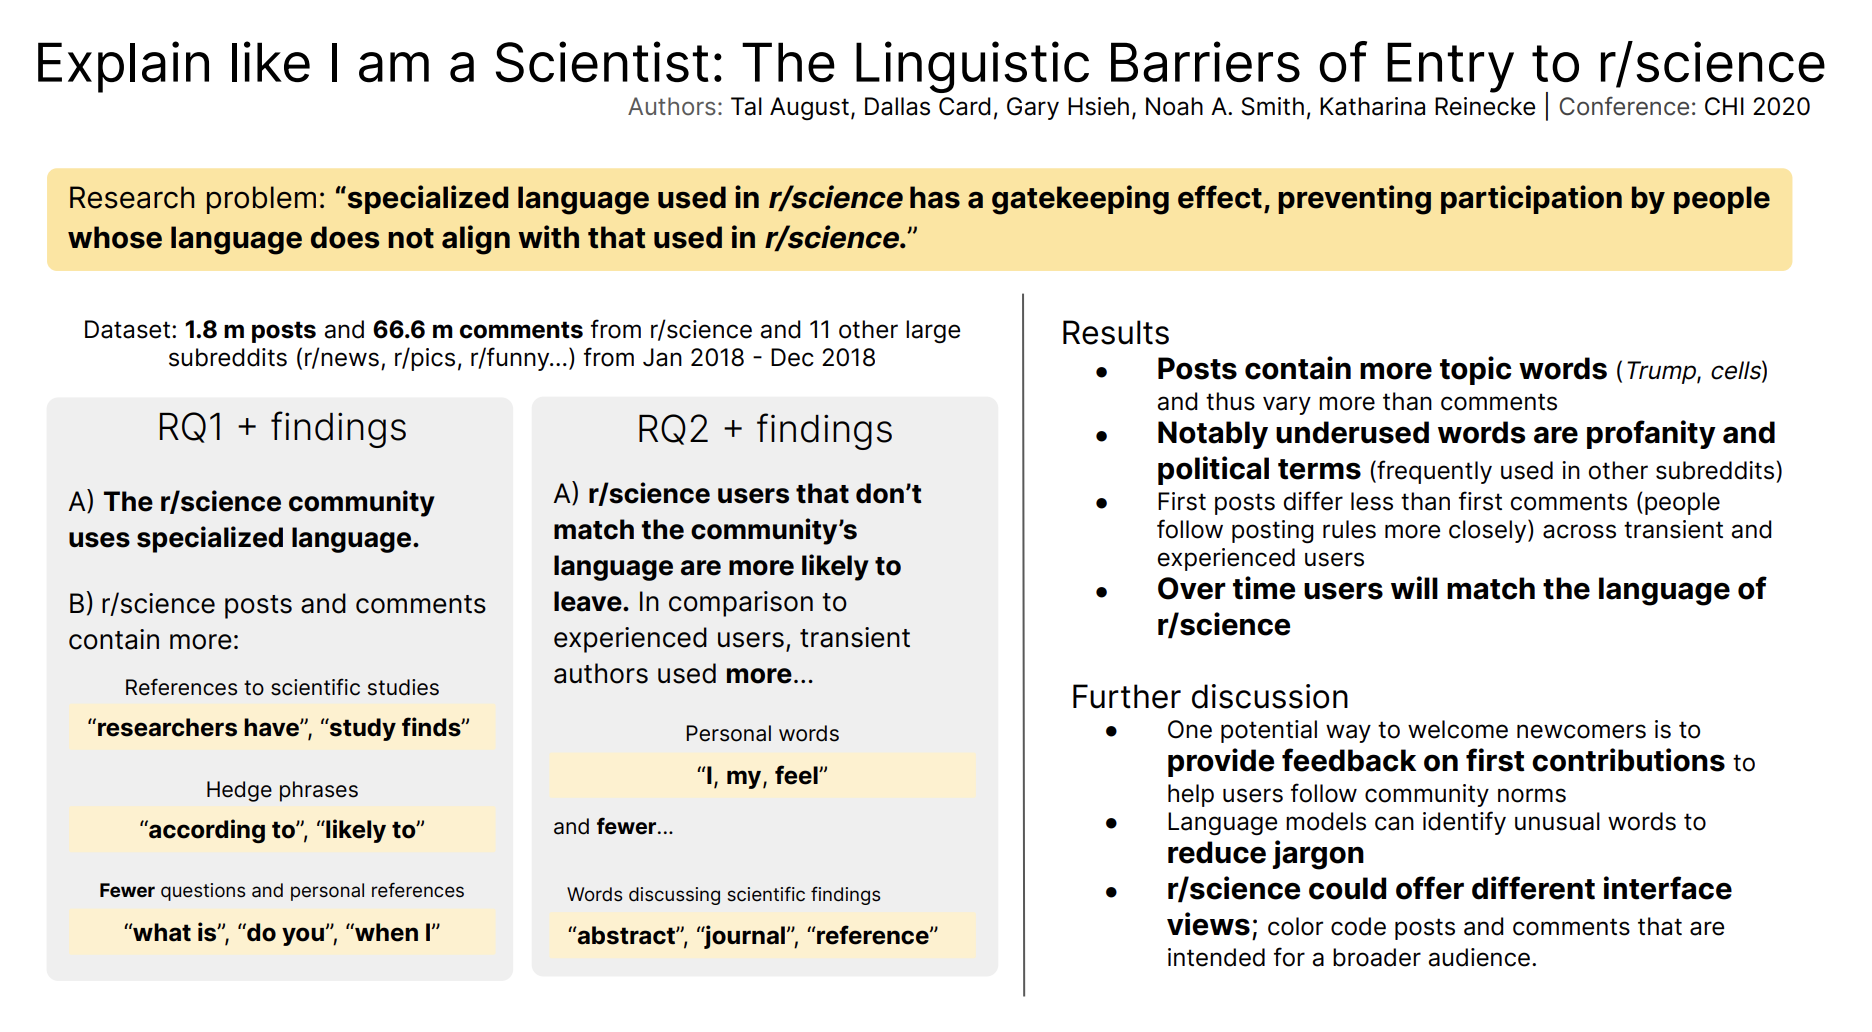 Explain like I am a Scientist: The Linguistic Barriers of Entry to r/science
Authors: Tal August, Dallas Card, Gary Hsieh, Noah A. Smith, Katharina Reinecke | Conference: CHI 2020
Research problem: “specialized language used in r/science has a gatekeeping effect, preventing participation by people
whose language does not align with that used in r/science.”
Dataset: 1.8 m posts and 66.6 m comments from r/science and 11 other large
subreddits (r/news, r/pics, r/funny...) from Jan 2018 - Dec 2018
RQ1 + findings
A) The r/science community
uses specialized language.
B) r/science posts and comments
contain more:
References to scientific studies
“researchers have”, “study finds”
Hedge phrases
“according to”, “likely to”
Fewer questions and personal references
“what is”, “do you”, “when I”
RQ2 + findings
A) r/science users that don’t
match the community’s
language are more likely to
leave. In comparison to
experienced users, transient
authors used more...
Personal words
“I, my, feel”
and fewer...
Words discussing scientific findings
“abstract”, “journal”, “reference”
Results
● Posts contain more topic words (Trump, cells)
and thus vary more than comments
● Notably underused words are profanity and
political terms (frequently used in other subreddits)
● First posts differ less than first comments (people
follow posting rules more closely) across transient and
experienced users
● Over time users will match the language of
r/science
Further discussion
● One potential way to welcome newcomers is to
provide feedback on first contributions to
help users follow community norms
● Language models can identify unusual words to
reduce jargon
● r/science could offer different interface
views; color code posts and comments that are
intended for a broader audience.